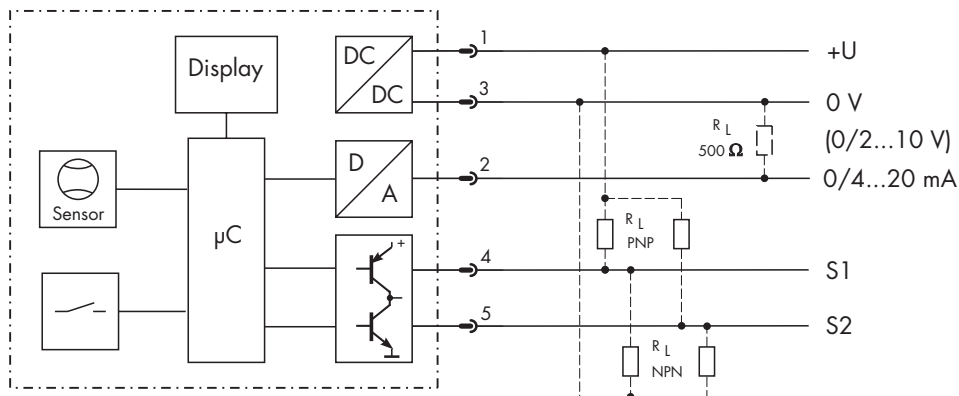 Display
DC
DC
1
+U
3
0 V
R L
500 Ω
(0/2...10 V)
D
A
2
0/4...20 mA
Sensor
µC
R L
PNP
+
4
S1
5
S2
R L
NPN